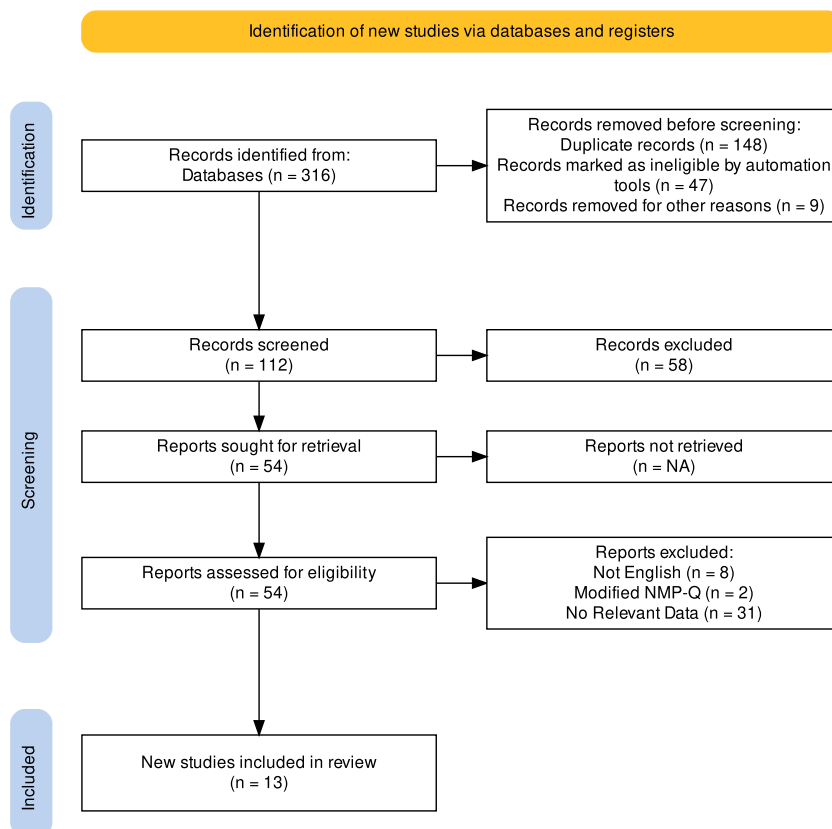 Identification of new studies via databases and registers
Identification
Records identified from:
Databases (n = 316)
Records removed before screening:
Duplicate records (n = 148)
Records marked as ineligible by automation
tools (n = 47)
Records removed for other reasons (n = 9)
Screening
Records screened
(n = 112)
Records excluded
(n = 58)
Reports sought for retrieval
(n = 54)
Reports not retrieved
(n = NA)
Reports assessed for eligibility
(n = 54)
Reports excluded:
Not English (n = 8)
Modified NMP-Q (n = 2)
No Relevant Data (n = 31)
Included
New studies included in review
(n = 13)